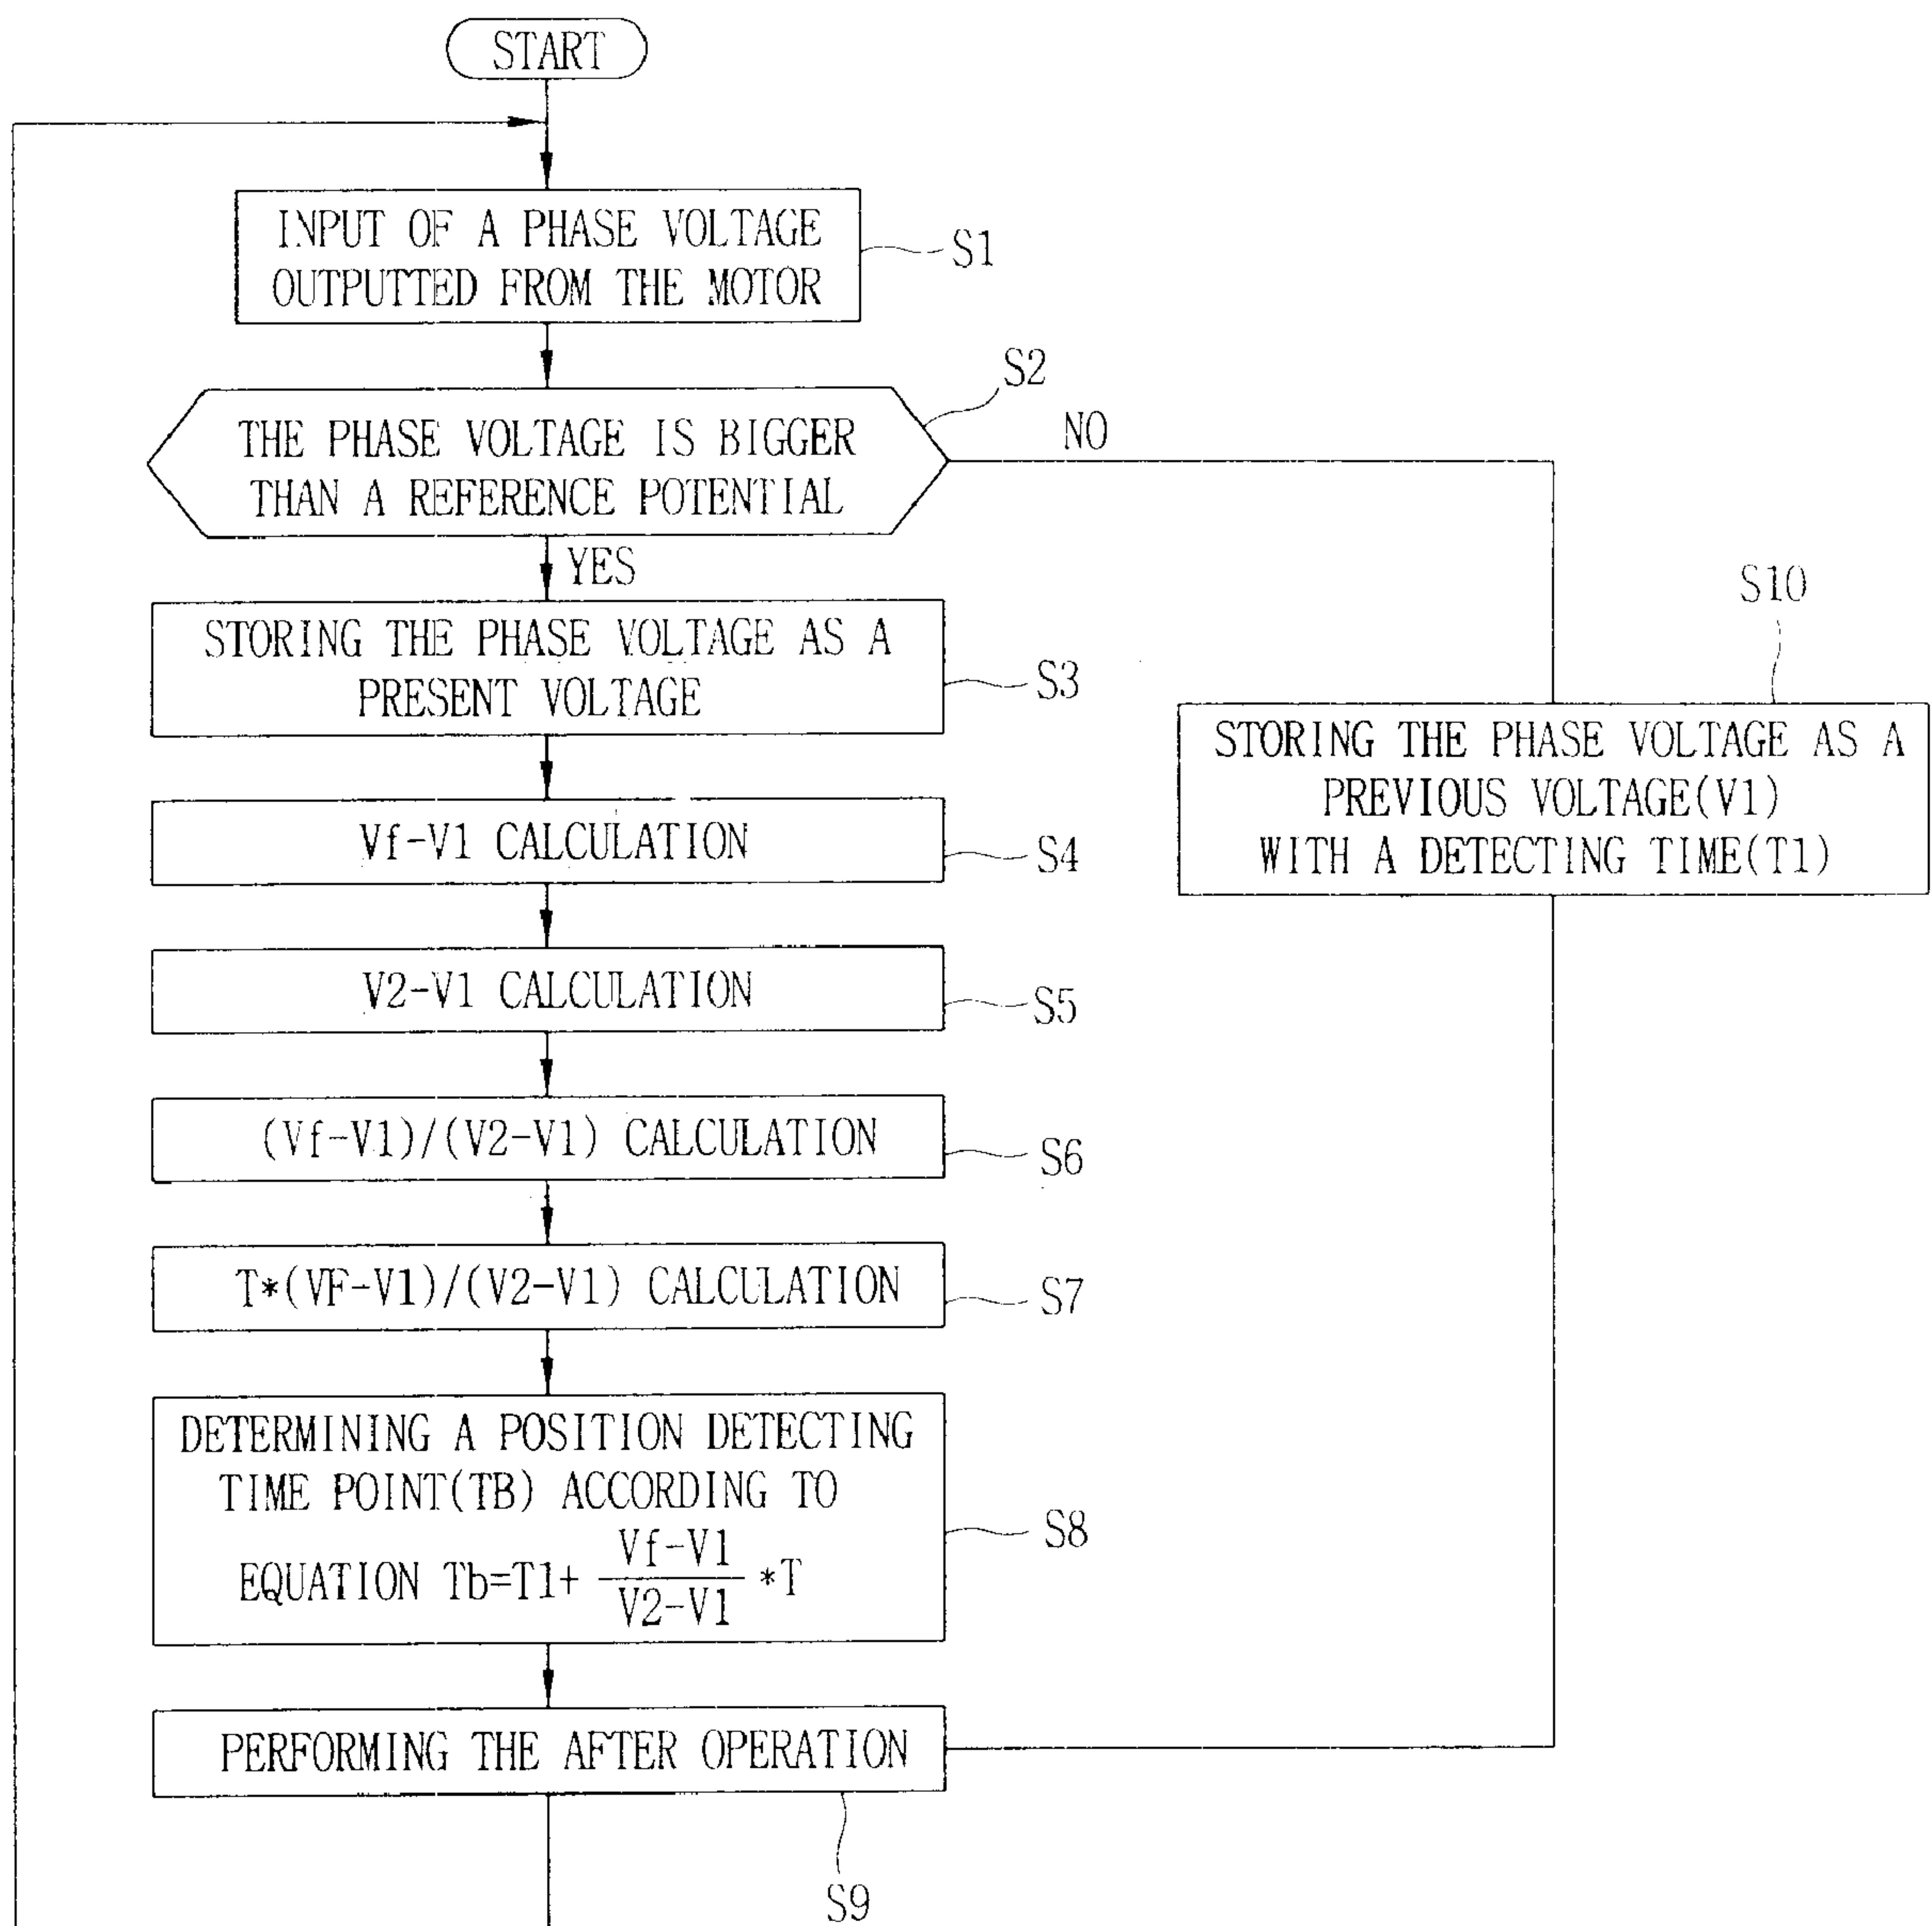 START
INPUT OF A PHASE VOLTAGE
OUTPUTTED FROM THE MOTOR
S1
S2
THE PHASE VOLTAGE IS BIGGER
THAN A REFERENCE POTENTIAL
NO
YES
S10
STORING THE PHASE VOLTAGE AS A
PRESENT VOLTAGE
S3
STORING THE PHASE VOLTAGE AS A
PREVIOUS VOLTAGE(V1)
WITH A DETECTING TIME(T1)
Vf-V1 CALCULATION
S4
V2-V1 CALCULATION
S5
(Vf-V1)/(V2-V1) CALCULATION
S6
T*(VF-V1)/(V2-V1) CALCULATION
S7
DETERMINING A POSITION DETECTING
TIME POINT(TB) ACCORDING TO
EQUATION Tb=T1+ Vf-V1/V2-V1 *T
S8
PERFORMING THE AFTER OPERATION
S9